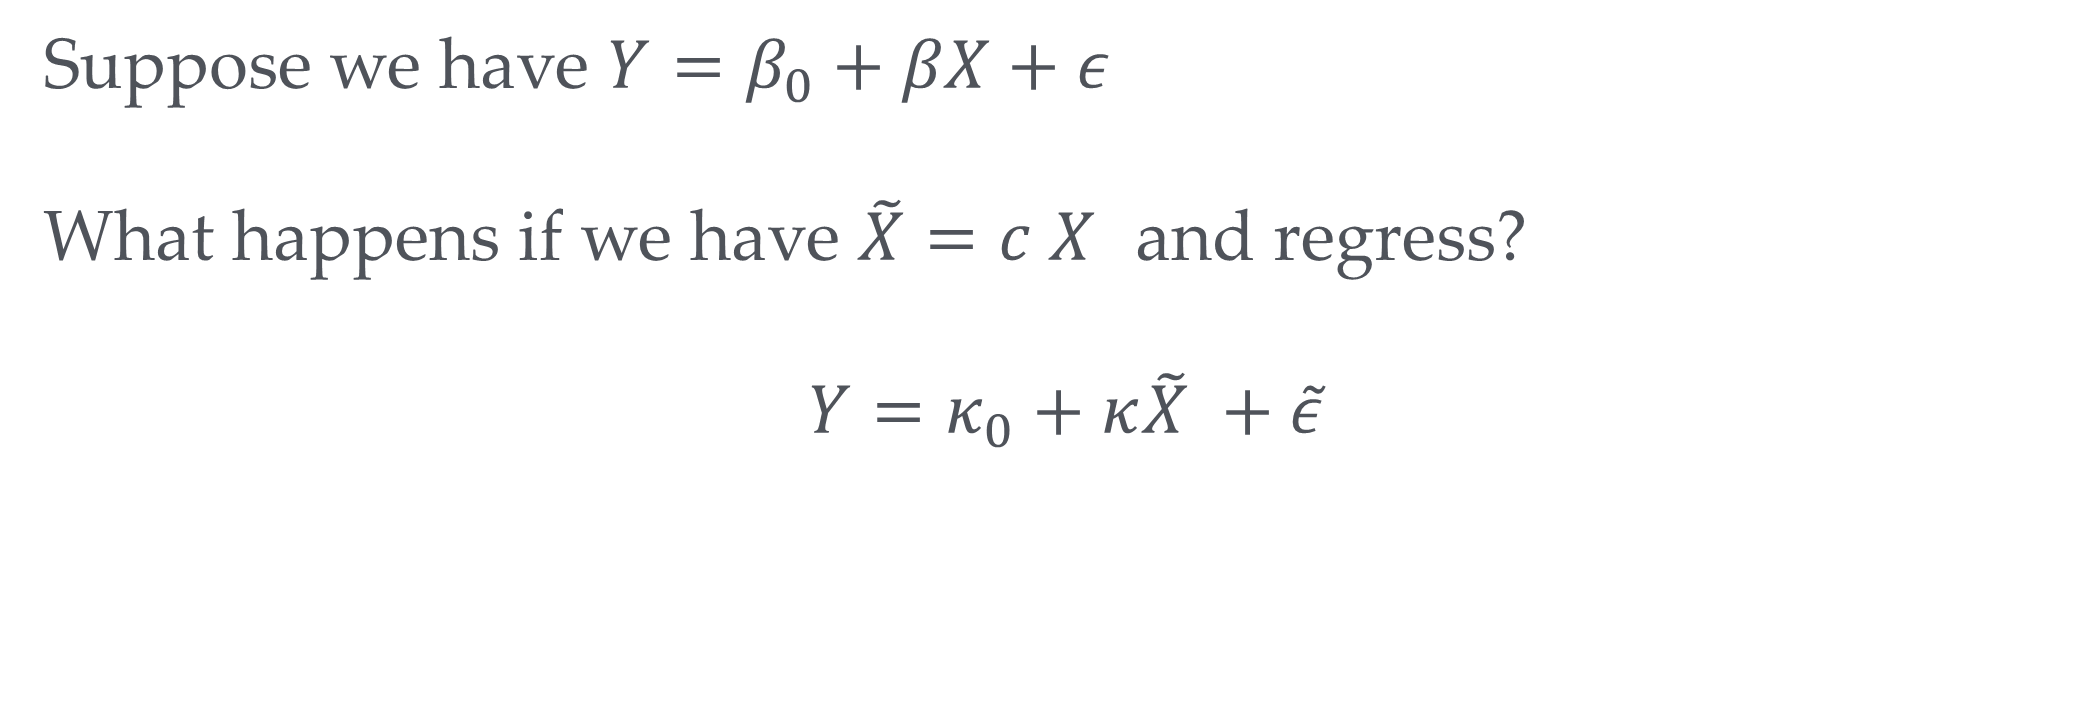 Suppose we have 𝑌 = 𝛽₀ + 𝛽𝑋 + 𝜖
What happens if we have 𝑋̃ = 𝑐 𝑋 and regress?
𝑌 = 𝜅₀ + 𝜅𝑋̃ + 𝜖̃